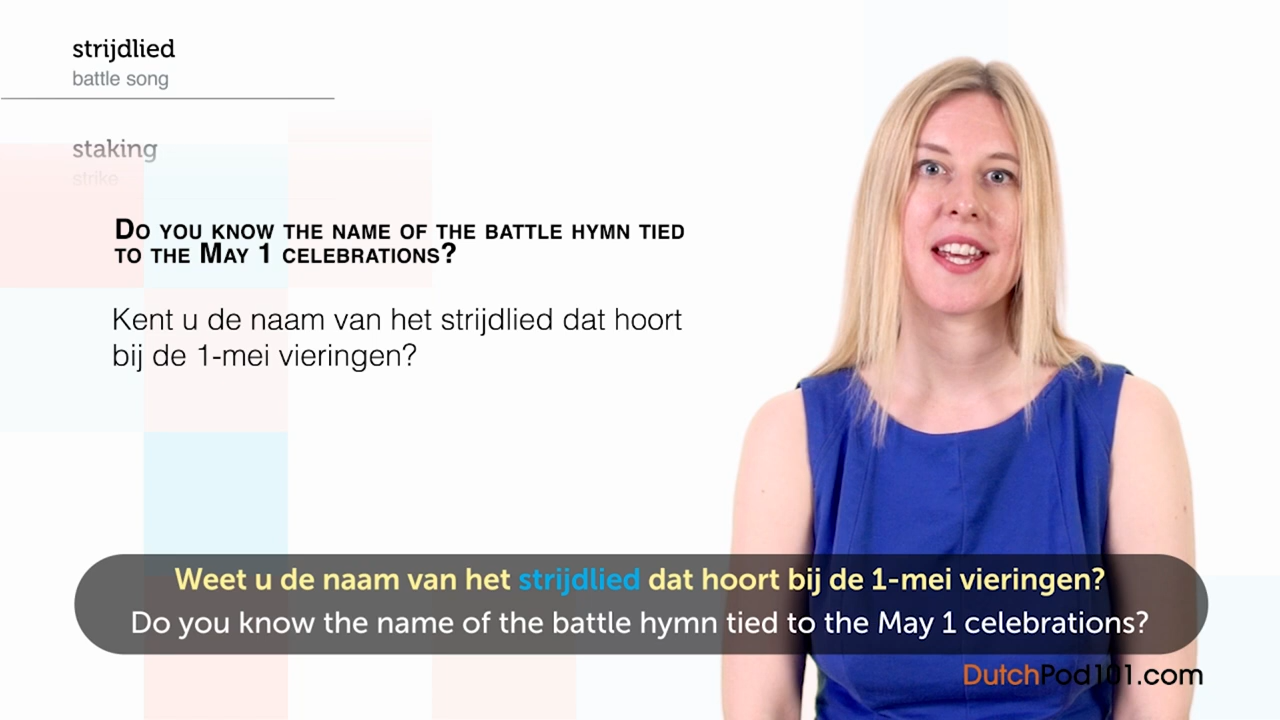 strijdlied
battle song
staking
strike
Do you know the name of the battle hymn tied
to the May 1 celebrations?
Kent u de naam van het strijdlied dat hoort
bij de 1-mei vieringen?
Weet u de naam van het strijdlied dat hoort bij de 1-mei vieringen?
Do you know the name of the battle hymn tied to the May 1 celebrations?
DutchPod101.com